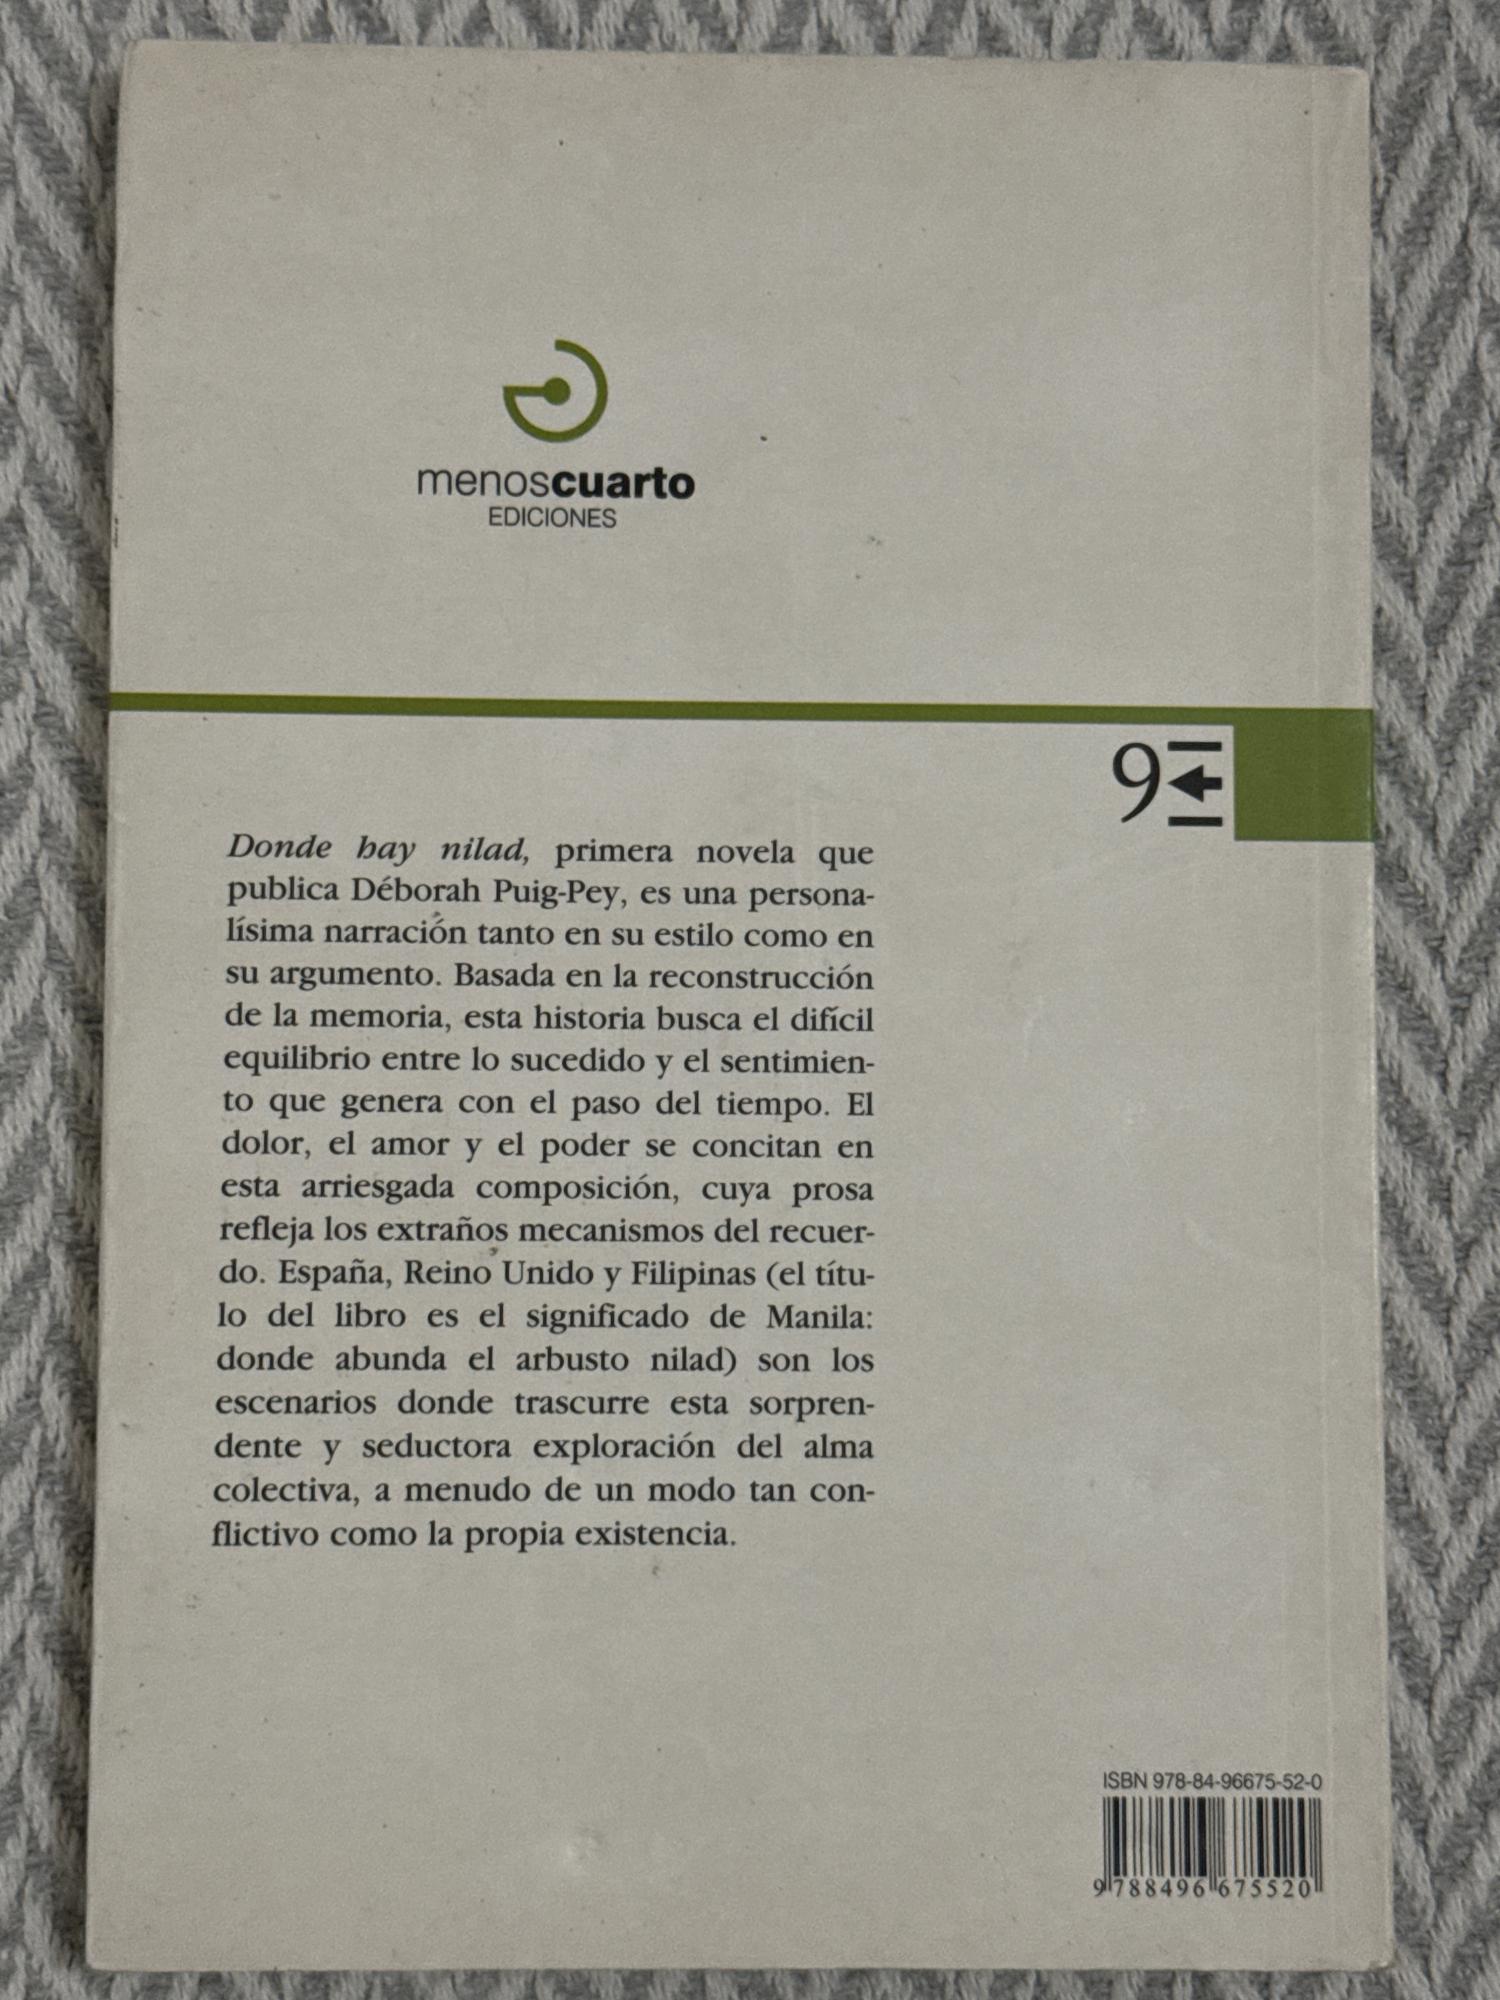 menoscuarto
EDICIONES
9
Donde hay nilad, primera novela que
publica Déborah Puig-Pey, es una persona-
lísima narración tanto en su estilo como en
su argumento. Basada en la reconstrucción
de la memoria, esta historia busca el difícil
equilibrio entre lo sucedido y el sentimien-
to que genera con el paso del tiempo. El
dolor, el amor y el poder se concitan en
esta arriesgada composición, cuya prosa
refleja los extraños mecanismos del recuer-
do. España, Reino Unido y Filipinas (el títu-
lo del libro es el significado de Manila:
donde abunda el arbusto nilad) son los
escenarios donde trascurre esta sorpren-
dente y seductora exploración del alma
colectiva, a menudo de un modo tan con-
flictivo como la propia existencia.
ISBN 978-84-96675-52-0
9 788496 675520